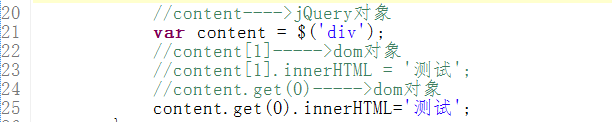 20 //content---->jQuery对象
21 var content = $('div');
22 //content[1]----->dom对象
23 //content[1].innerHTML = '测试';
24 //content.get(0)----->dom对象
25 content.get(0).innerHTML='测试';